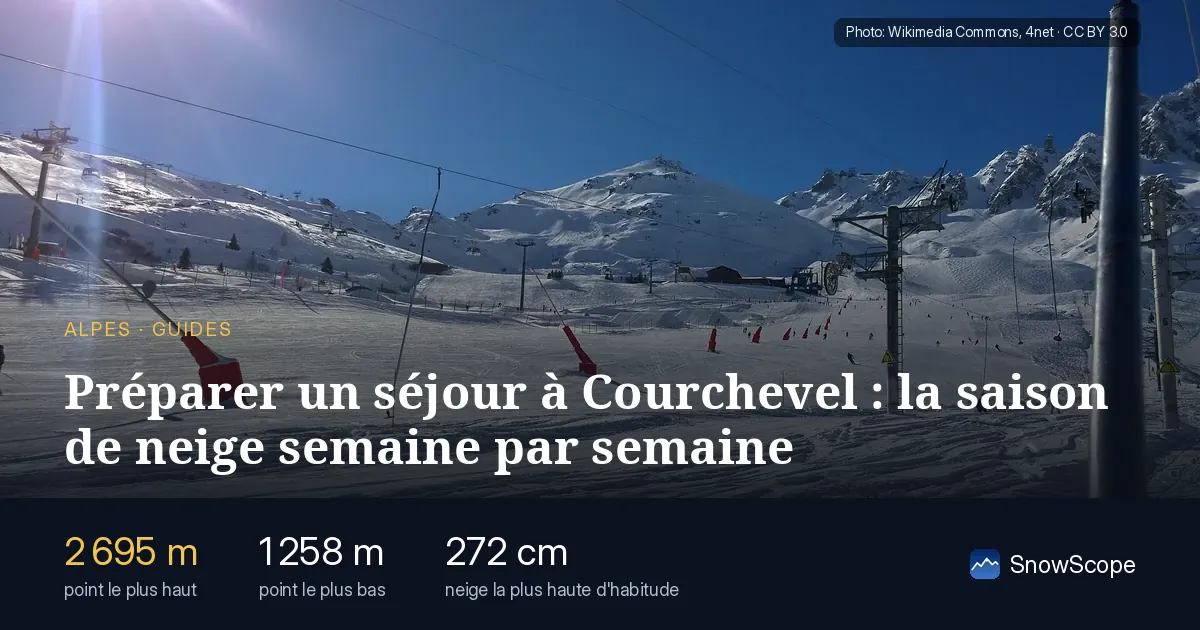 Photo: Wikimedia Commons, 4net · CC BY 3.0
ALPES · GUIDES
Préparer un séjour à Courchevel : la saison
de neige semaine par semaine
2 695 m
point le plus haut
1 258 m
point le plus bas
272 cm
neige la plus haute d'habitude
SnowScope